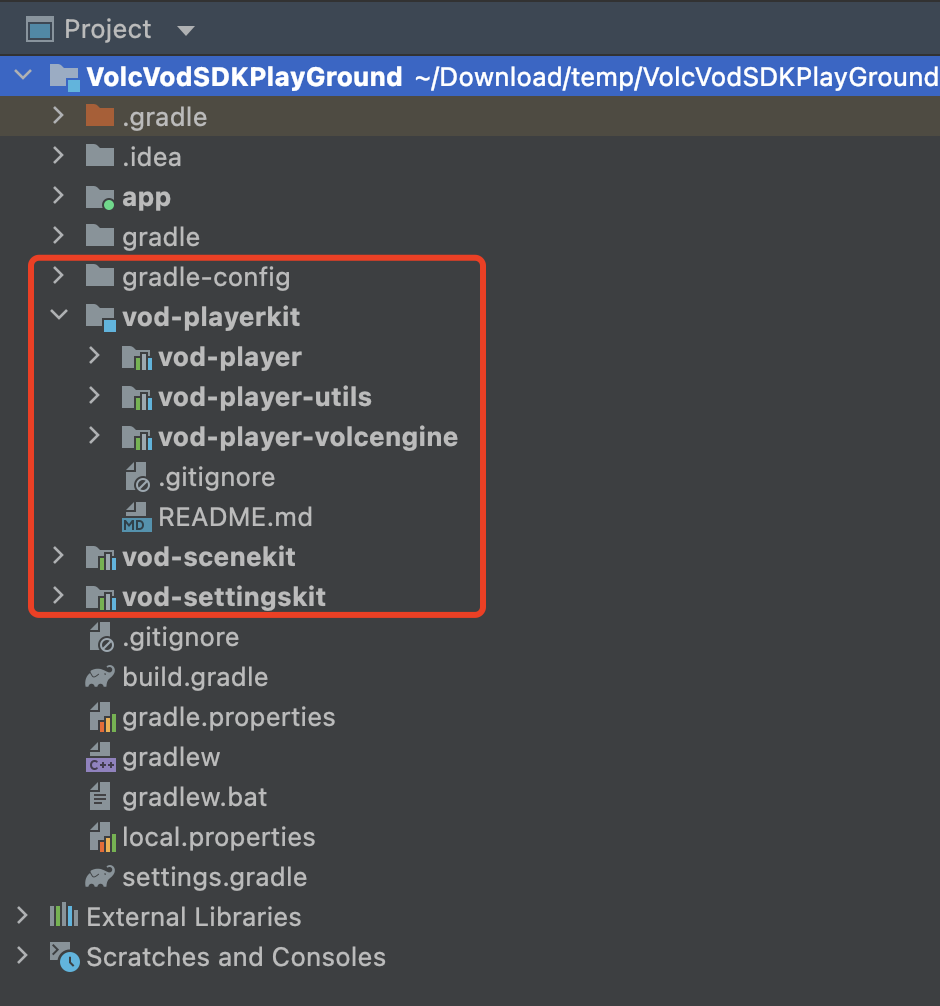 Project
VolcVodSDKPlayGround ~/Download/temp/VolcVodSDKPlayGround
.gradle
.idea
app
gradle
gradle-config
vod-playerkit
vod-player
vod-player-utils
vod-player-volcengine
.gitignore
MD README.md
vod-scenekit
vod-settingskit
.gitignore
build.gradle
gradle.properties
C++ gradlew
gradlew.bat
local.properties
settings.gradle
External Libraries
Scratches and Consoles